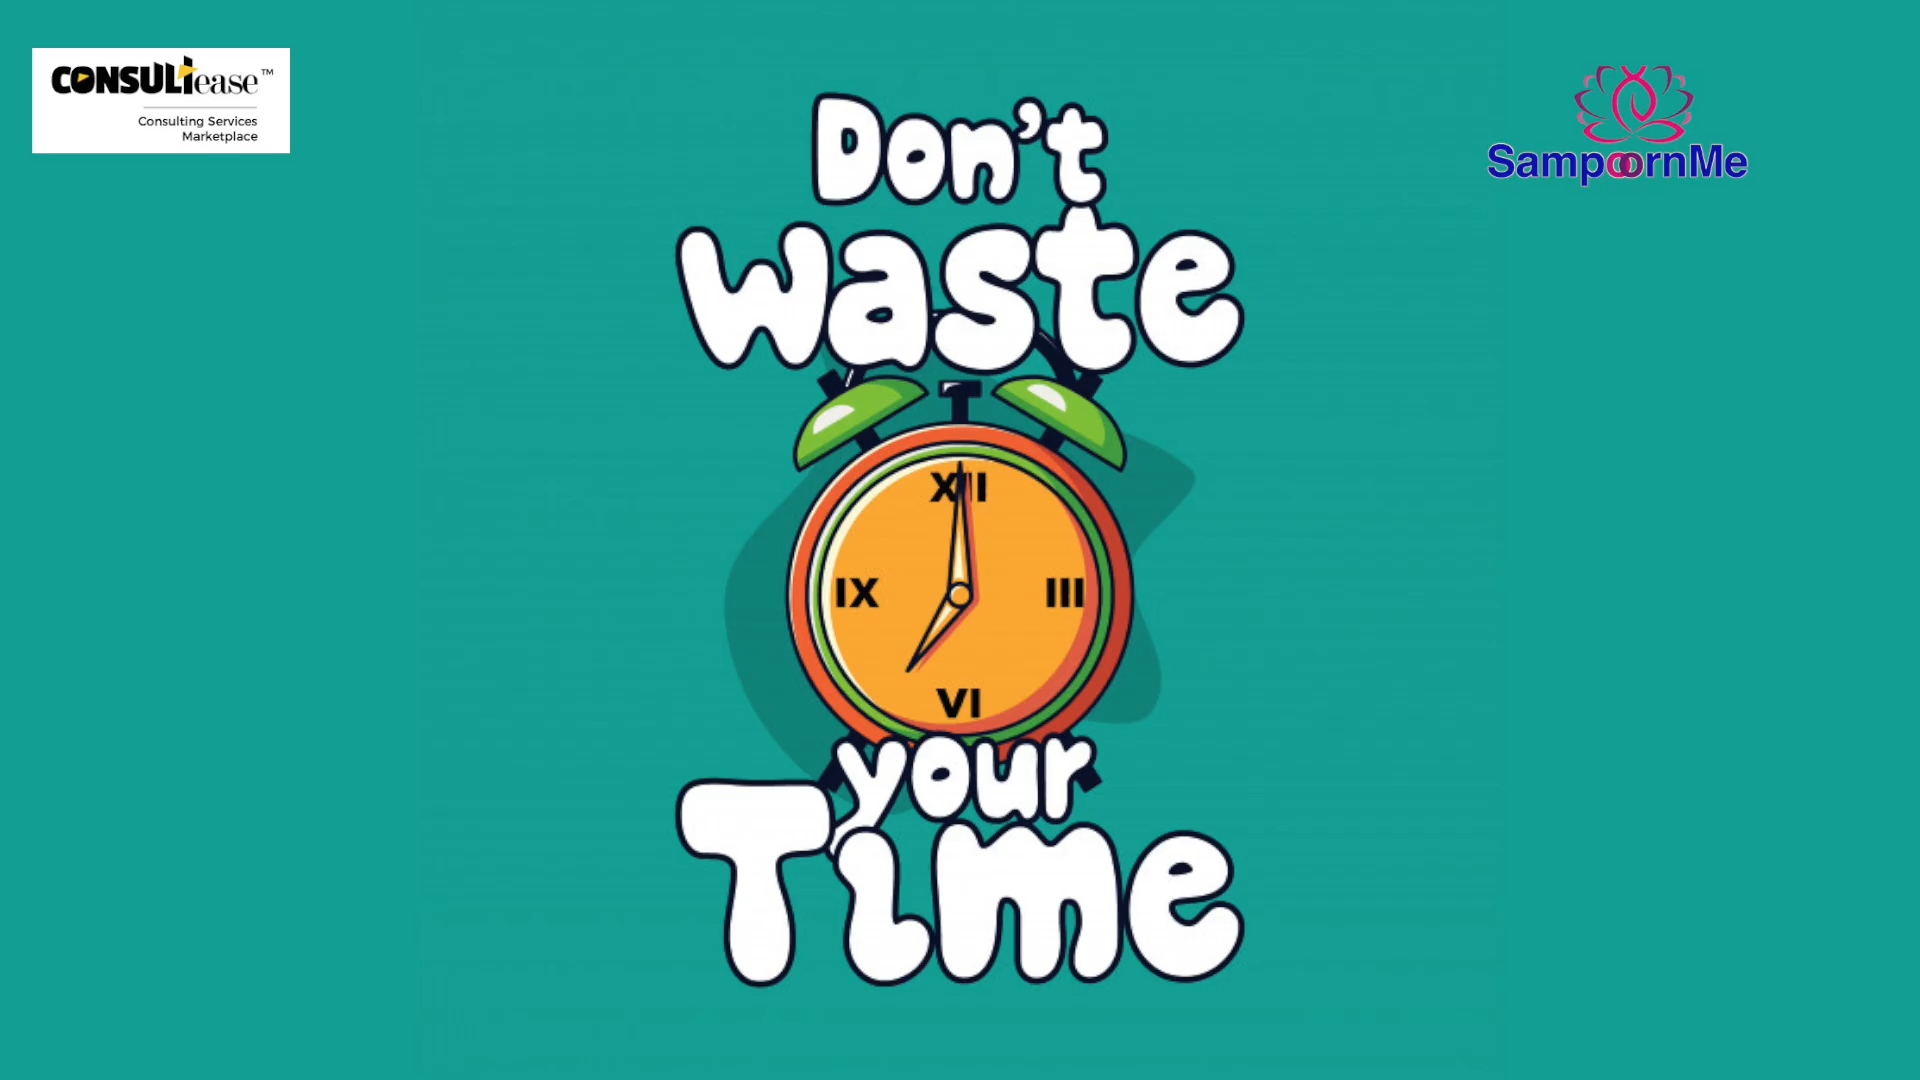 CONSULTease™
Consulting Services
Marketplace
SampoornMe
Don't
waste
XII
IX
III
VI
your
Time